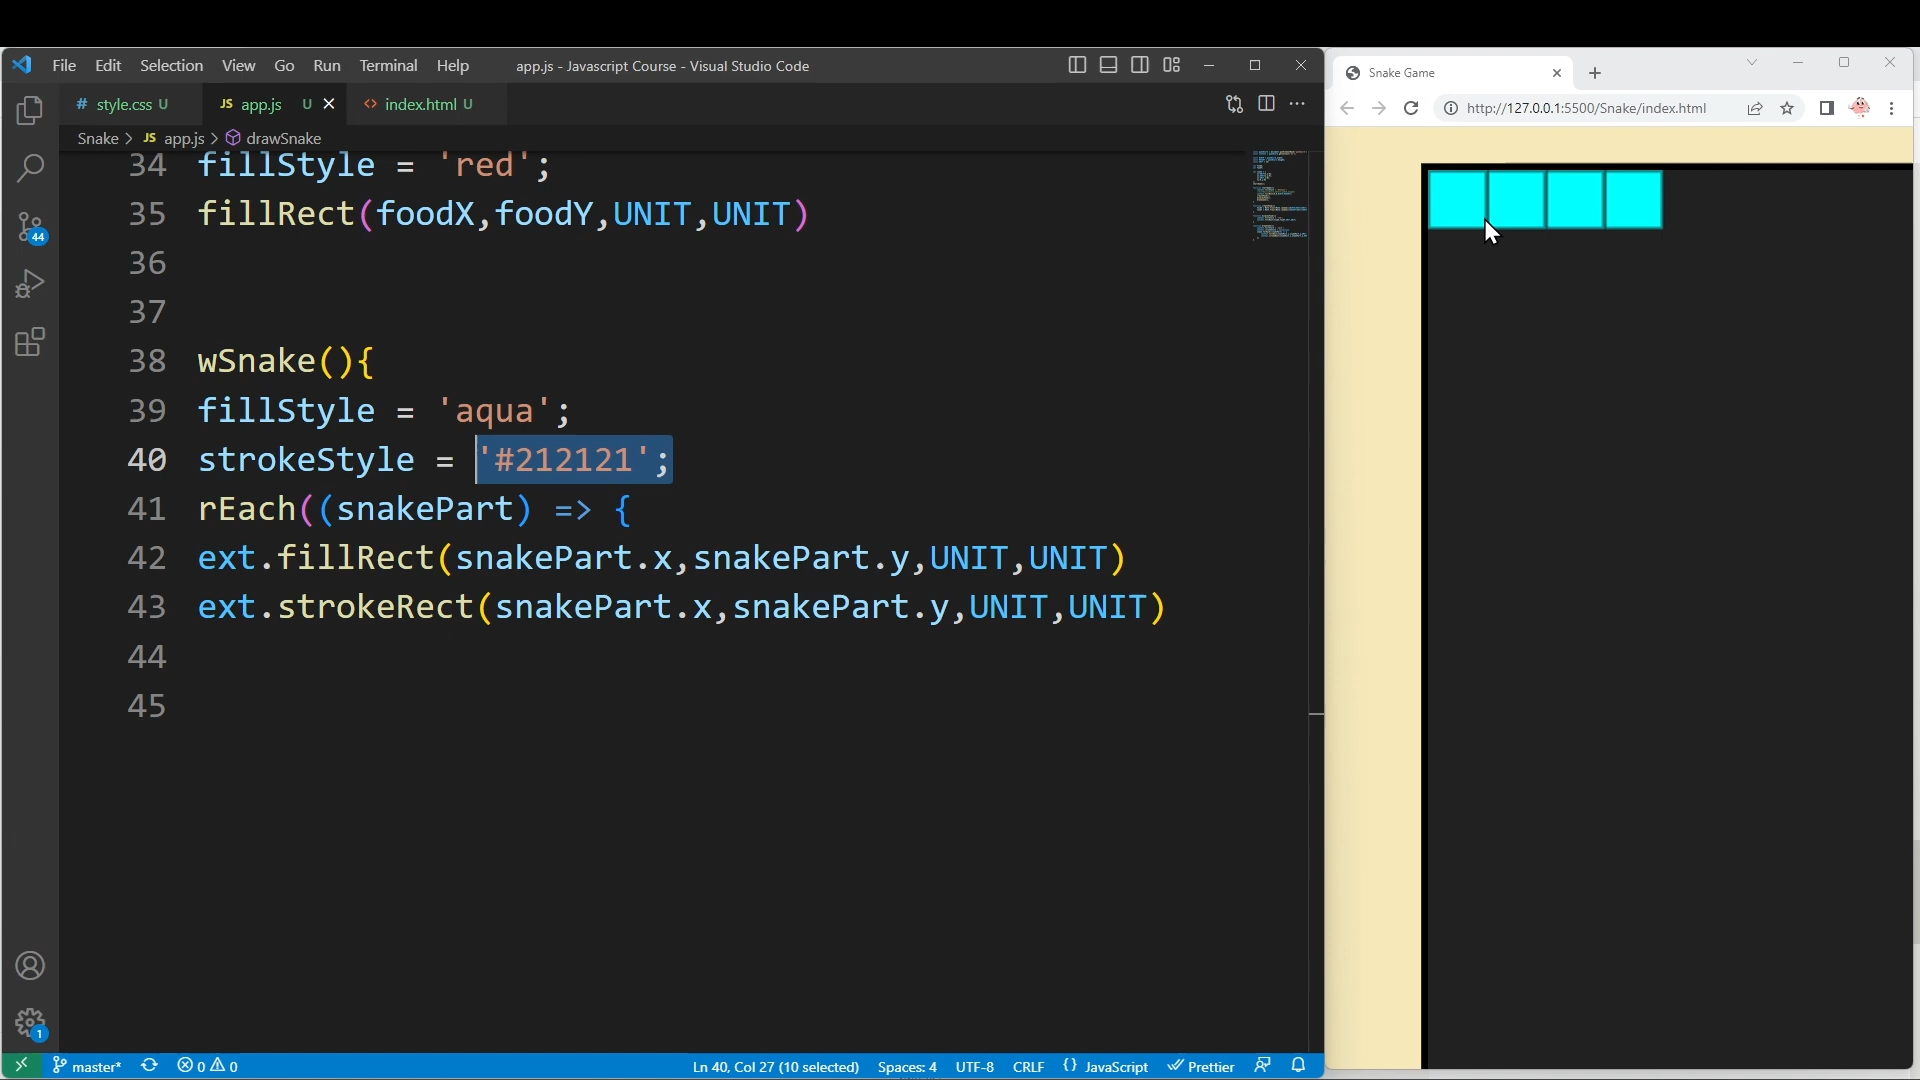 File Edit Selection View Go Run Terminal Help app.js - Javascript Course - Visual Studio Code
Snake Game
# style.css U JS app.js U <> index.html U
http://127.0.0.1:5500/Snake/index.html
Snake > JS app.js > drawSnake
34 fillStyle = 'red';
35 fillRect(foodX,foodY,UNIT,UNIT)
36
37
38 wSnake(){
39 fillStyle = 'aqua';
40 strokeStyle = '#212121';
41 rEach((snakePart) => {
42 ext.fillRect(snakePart.x,snakePart.y,UNIT,UNIT)
43 ext.strokeRect(snakePart.x,snakePart.y,UNIT,UNIT)
44
45
44
1
master* 0 0 Ln 40, Col 27 (10 selected) Spaces: 4 UTF-8 CRLF {} JavaScript Prettier